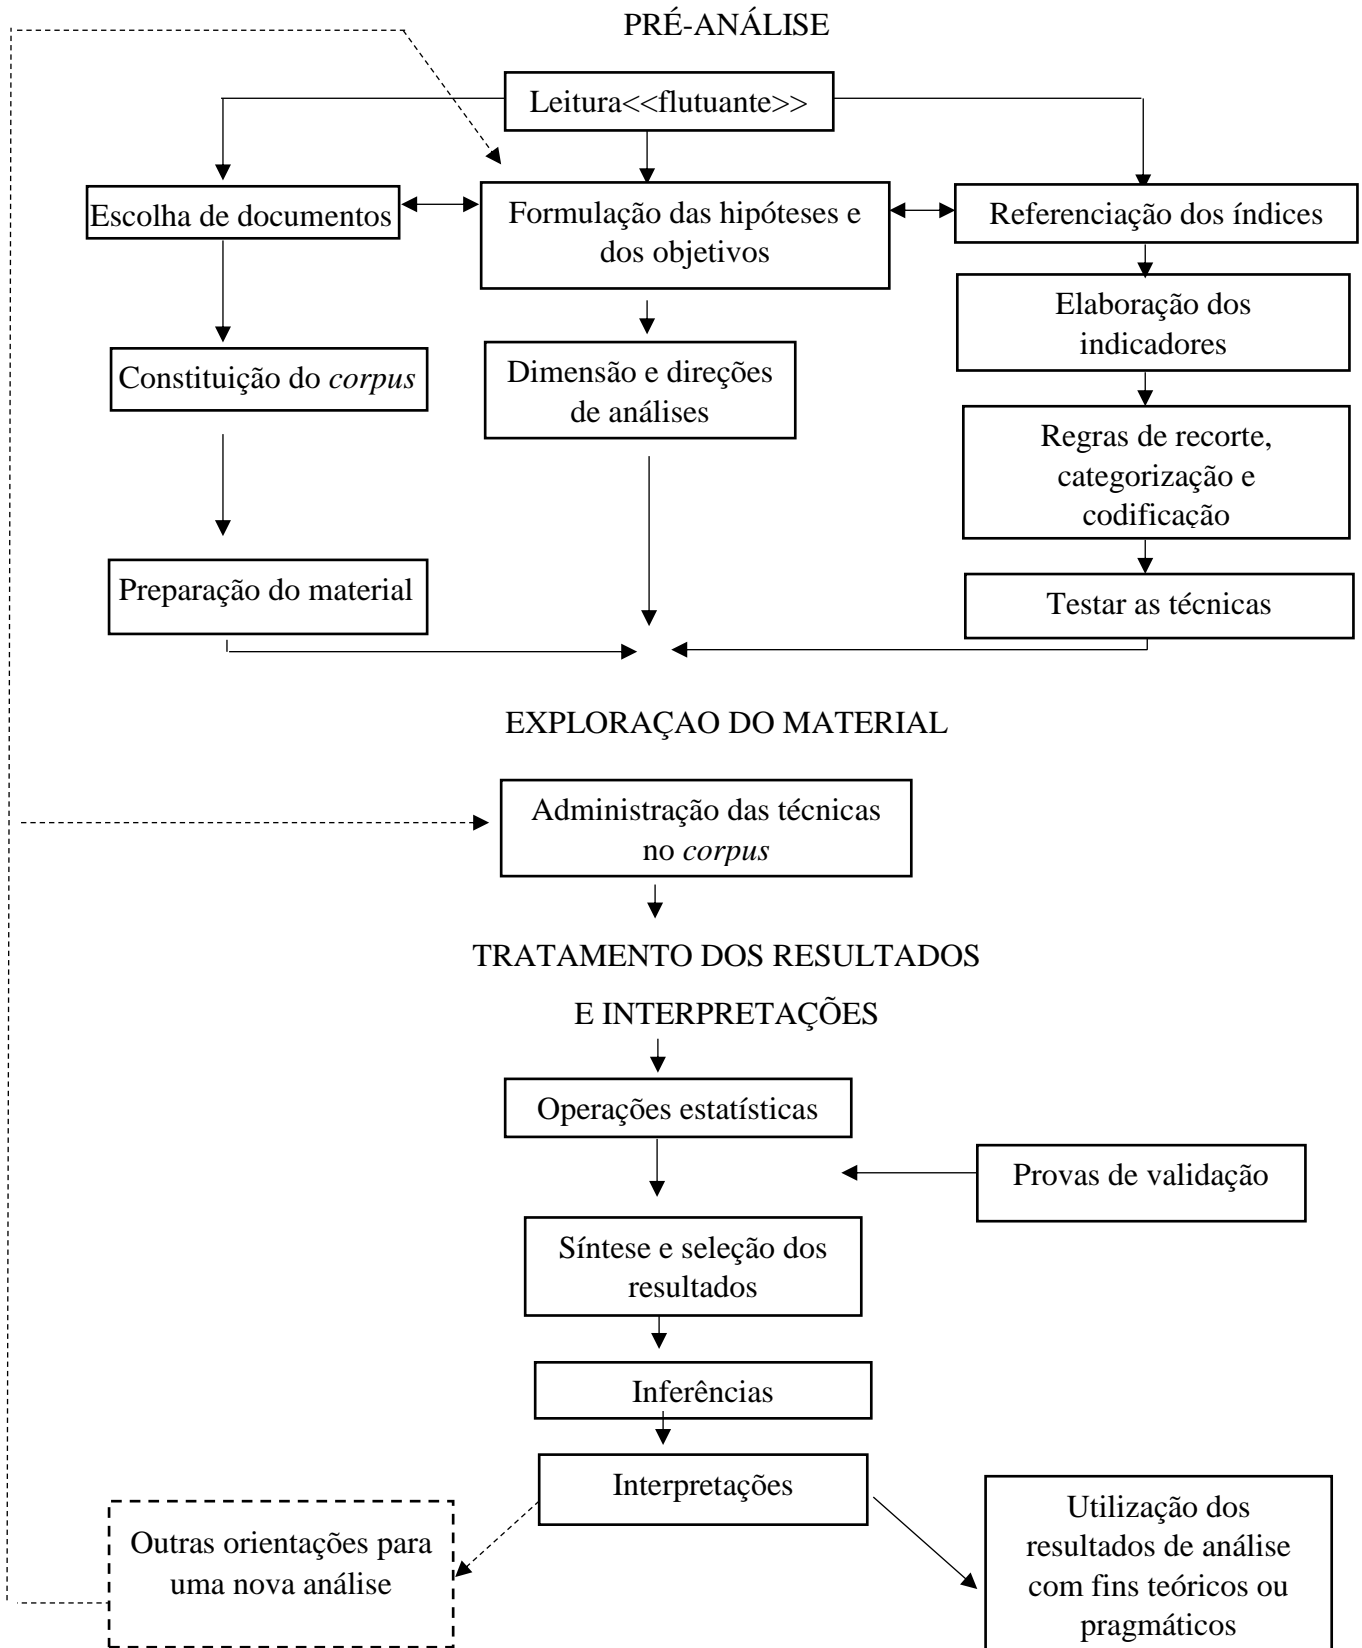 PRÉ-ANÁLISE
Leitura<<flutuante>>
Escolha de documentos
Formulação das hipóteses e
dos objetivos
Referenciação dos índices
Elaboração dos
indicadores
Constituição do corpus
Dimensão e direções
de análises
Regras de recorte,
categorização e
codificação
Preparação do material
Testar as técnicas
EXPLORAÇAO DO MATERIAL
Administração das técnicas
no corpus
TRATAMENTO DOS RESULTADOS
E INTERPRETAÇÕES
Operações estatísticas
Provas de validação
Síntese e seleção dos
resultados
Inferências
Interpretações
Outras orientações para
uma nova análise
Utilização dos
resultados de análise
com fins teóricos ou
pragmáticos